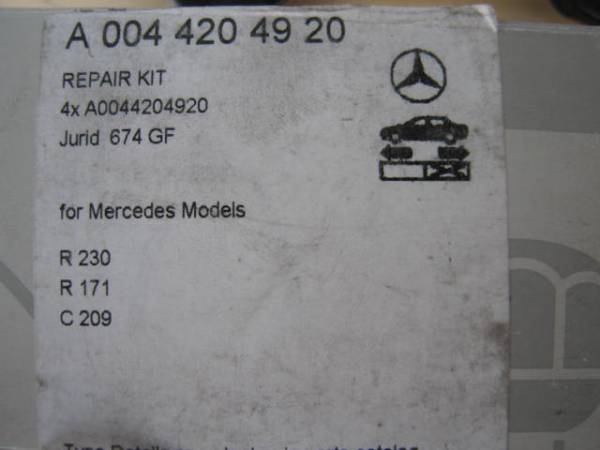 A 004 420 49 20
REPAIR KIT
4x A0044204920
Jurid 674 GF
for Mercedes Models
R 230
R 171
C 209